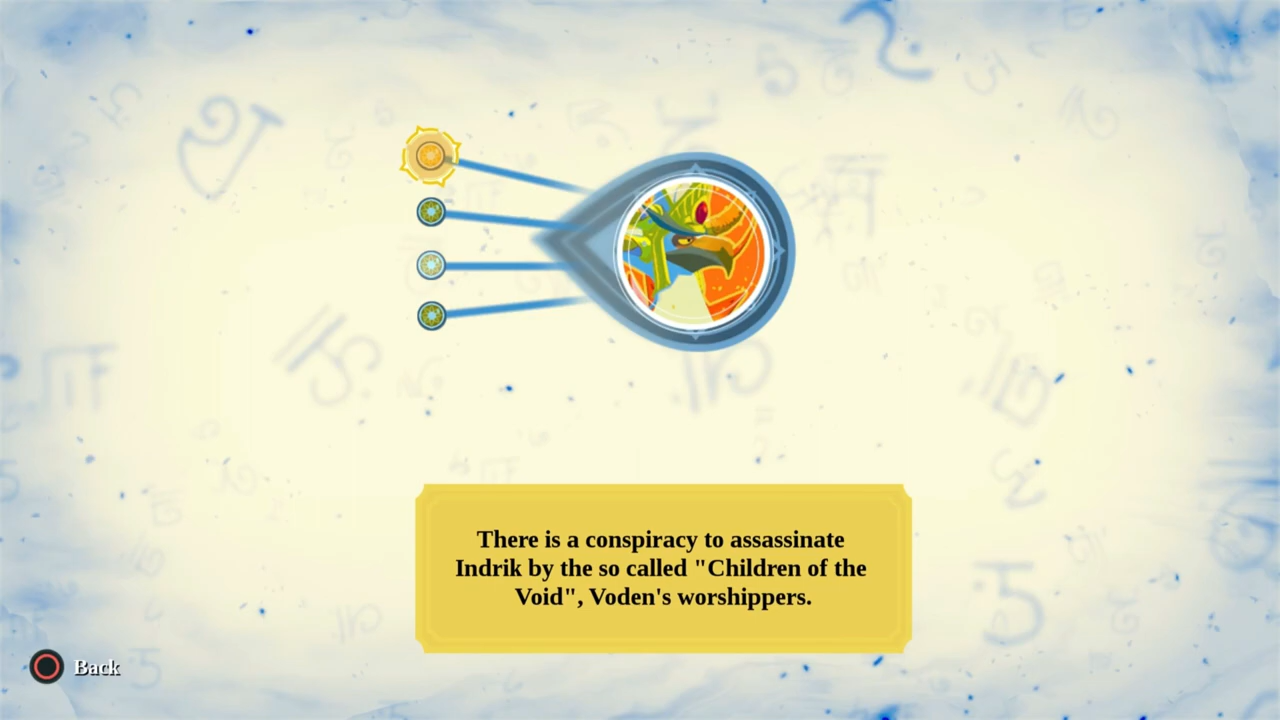 There is a conspiracy to assassinate
Indrik by the so called "Children of the
Void", Voden's worshippers.
Back